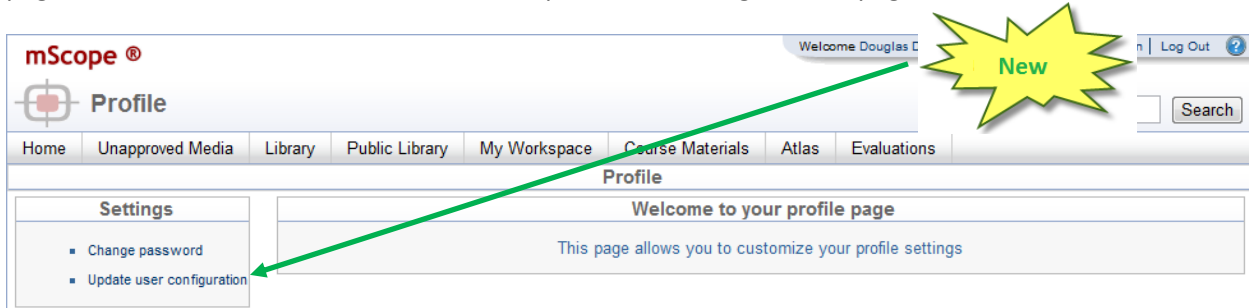 mScope ®
Welcome Douglas
New
Log Out
Profile
Search
Home Unapproved Media Library Public Library My Workspace Course Materials Atlas Evaluations
Profile
Settings
Welcome to your profile page
Change password
This page allows you to customize your profile settings
Update user configuration